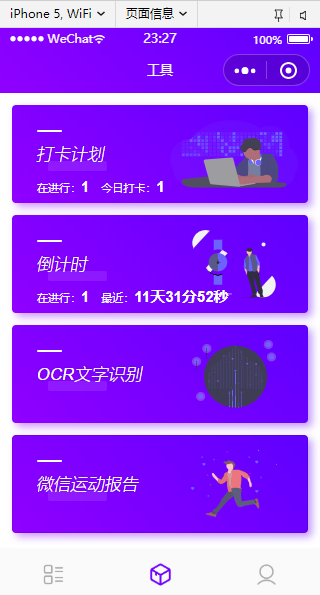 iPhone 5, WiFi 页面信息
WeChat 23:27 100%
工具
打卡计划
在进行：1 今日打卡：1
倒计时
在进行：1 最近：11天31分52秒
OCR文字识别
微信运动报告